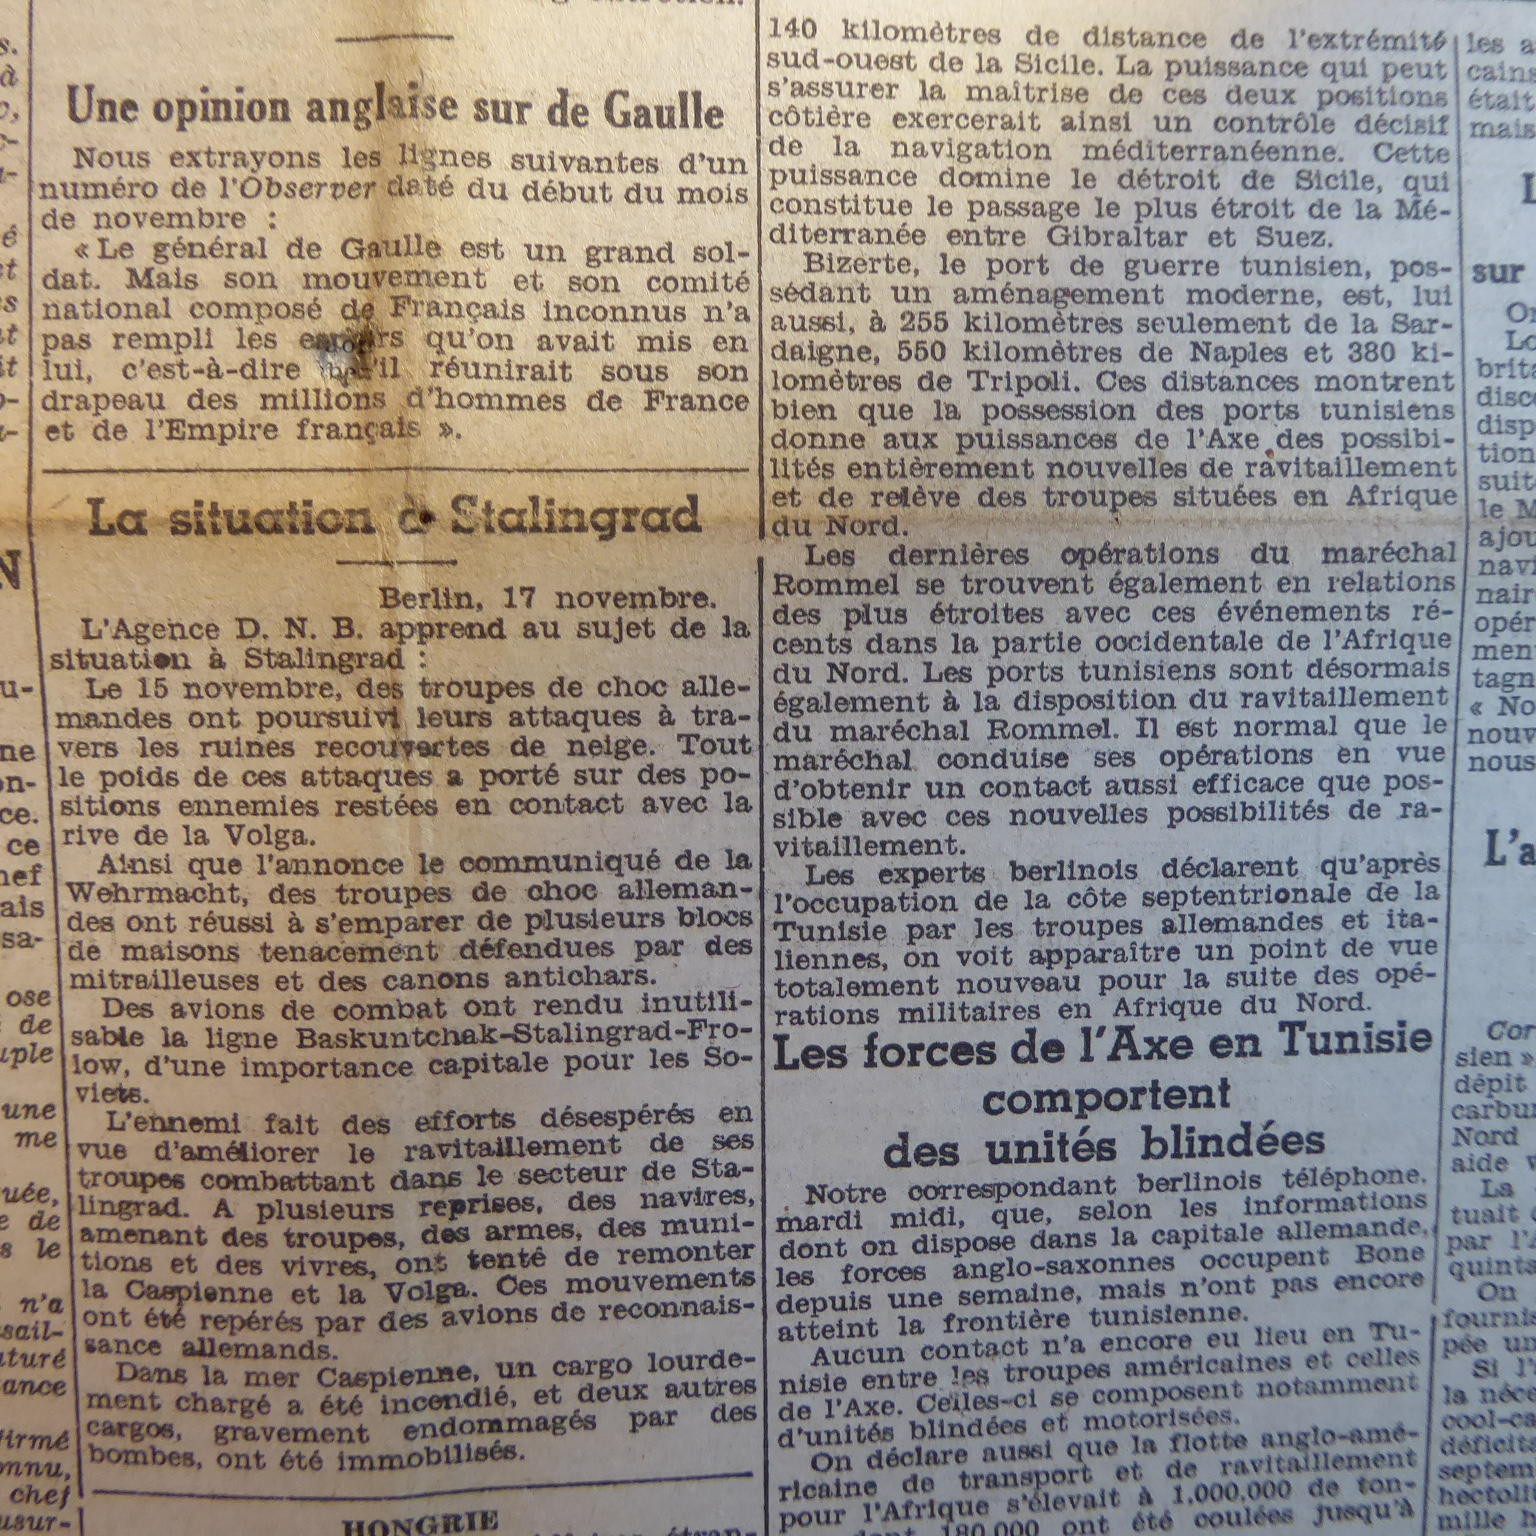 Une opinion anglaise sur de Gaulle
Nous extrayons les lignes suivantes d'un
numéro de l'Observer daté du début du mois
de novembre :
« Le général de Gaulle est un grand sol-
dat. Mais son mouvement et son comité
national composé de Français inconnus n'a
pas rempli les espoirs qu'on avait mis en
lui, c'est-à-dire qu'il réunirait sous son
drapeau des millions d'hommes de France
et de l'Empire français ».
La situation à Stalingrad
Berlin, 17 novembre.
L'Agence D. N. B. apprend au sujet de la
situation à Stalingrad :
Le 15 novembre, des troupes de choc alle-
mandes ont poursuivi leurs attaques à tra-
vers les ruines recouvertes de neige. Tout
le poids de ces attaques a porté sur des po-
sitions ennemies restées en contact avec la
rive de la Volga.
Ainsi que l'annonce le communiqué de la
Wehrmacht, des troupes de choc alleman-
des ont réussi à s'emparer de plusieurs blocs
de maisons tenacement défendues par des
mitrailleuses et des canons antichars.
Des avions de combat ont rendu inutili-
sable la ligne Baskuntchak-Stalingrad-Fro-
low, d'une importance capitale pour les So-
viets.
L'ennemi fait des efforts désespérés en
vue d'améliorer le ravitaillement de ses
troupes combattant dans le secteur de Sta-
lingrad. A plusieurs reprises, des navires,
amenant des troupes, des armes, des muni-
tions et des vivres, ont tenté de remonter
la Caspienne et la Volga. Ces mouvements
ont été repérés par des avions de reconnais-
sance allemands.
Dans la mer Caspienne, un cargo lourde-
ment chargé a été incendié, et deux autres
cargos, gravement endommagés par des
bombes, ont été immobilisés.
HONGRIE
140 kilomètres de distance de l'extrémité
sud-ouest de la Sicile. La puissance qui peut
s'assurer la maîtrise de ces deux positions
côtière exercerait ainsi un contrôle décisif
de la navigation méditerranéenne. Cette
puissance domine le détroit de Sicile, qui
constitue le passage le plus étroit de la Mé-
diterranée entre Gibraltar et Suez.
Bizerte, le port de guerre tunisien, pos-
sédant un aménagement moderne, est, lui
aussi, à 255 kilomètres seulement de la Sar-
daigne, 550 kilomètres de Naples et 380 ki-
lomètres de Tripoli. Ces distances montrent
bien que la possession des ports tunisiens
donne aux puissances de l'Axe des possibi-
lités entièrement nouvelles de ravitaillement
et de relève des troupes situées en Afrique
du Nord.
Les dernières opérations du maréchal
Rommel se trouvent également en relations
des plus étroites avec ces événements ré-
cents dans la partie occidentale de l'Afrique
du Nord. Les ports tunisiens sont désormais
également à la disposition du ravitaillement
du maréchal Rommel. Il est normal que le
maréchal conduise ses opérations en vue
d'obtenir un contact aussi efficace que pos-
sible avec ces nouvelles possibilités de ra-
vitaillement.
Les experts berlinois déclarent qu'après
l'occupation de la côte septentrionale de la
Tunisie par les troupes allemandes et ita-
liennes, on voit apparaître un point de vue
totalement nouveau pour la suite des opé-
rations militaires en Afrique du Nord.
Les forces de l'Axe en Tunisie
comportent
des unités blindées
Notre correspondant berlinois téléphone,
mardi midi, que, selon les informations
dont on dispose dans la capitale allemande,
les forces anglo-saxonnes occupent Bone
depuis une semaine, mais n'ont pas encore
atteint la frontière tunisienne.
Aucun contact n'a encore eu lieu en Tu-
nisie entre les troupes américaines et celles
de l'Axe. Celles-ci se composent notamment
d'unités blindées et motorisées.
On déclare aussi que la flotte anglo-amé-
ricaine de transport et de ravitaillement
pour l'Afrique s'élevait à 1,000,000 de ton-
180,000 ont été coulées jusqu'à